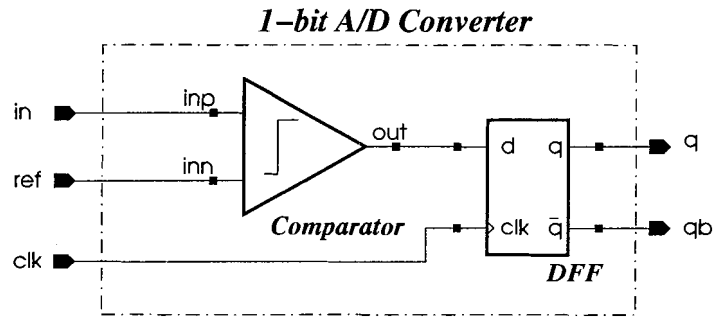 1-bit A/D Converter
in
inp
out
d
q
q
ref
inn
Comparator
clk
q̄
qb
clk
DFF